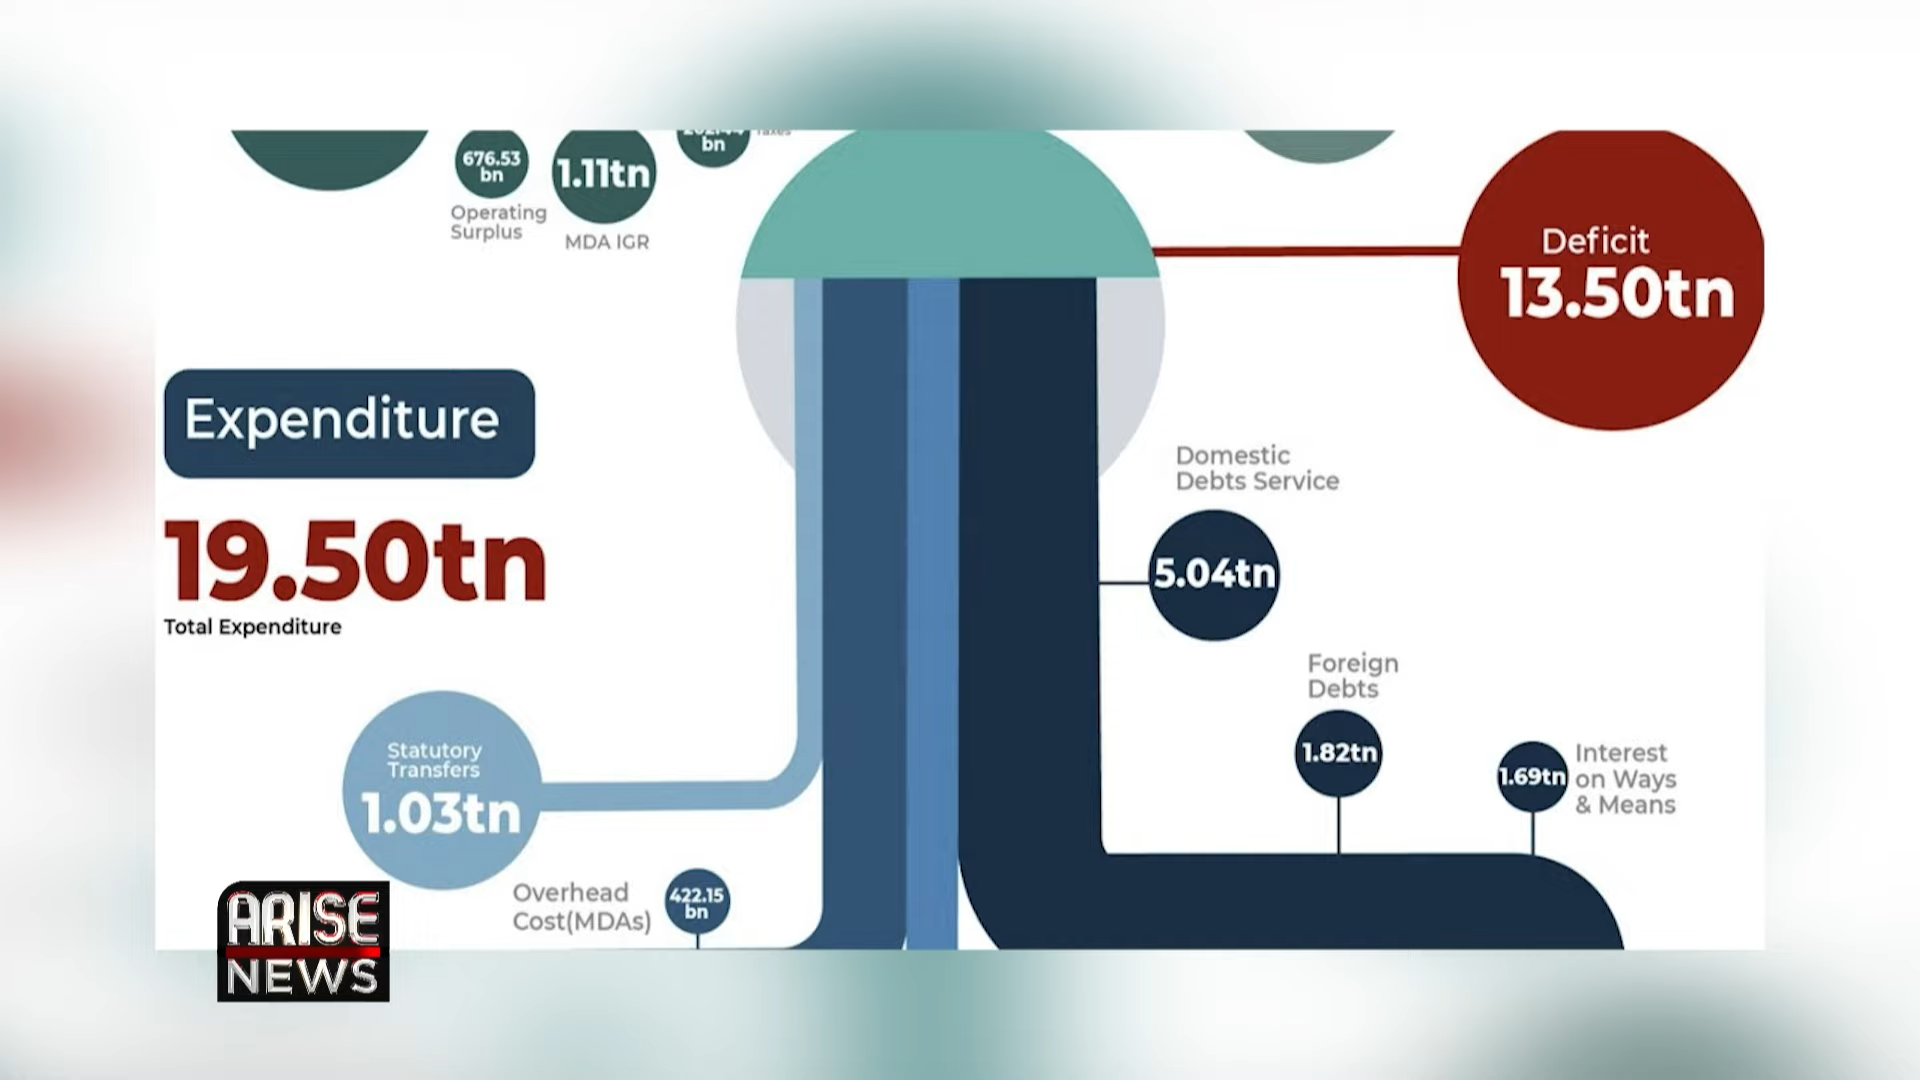 676.53
bn
Operating
Surplus
1.11tn
MDA IGR
bn
Taxes
Deficit
13.50tn
Expenditure
19.50tn
Total Expenditure
Domestic
Debts Service
5.04tn
Foreign
Debts
1.82tn
1.69tn
Interest
on Ways
& Means
Statutory
Transfers
1.03tn
Overhead
Cost(MDAs)
422.15
bn
ARISE
NEWS